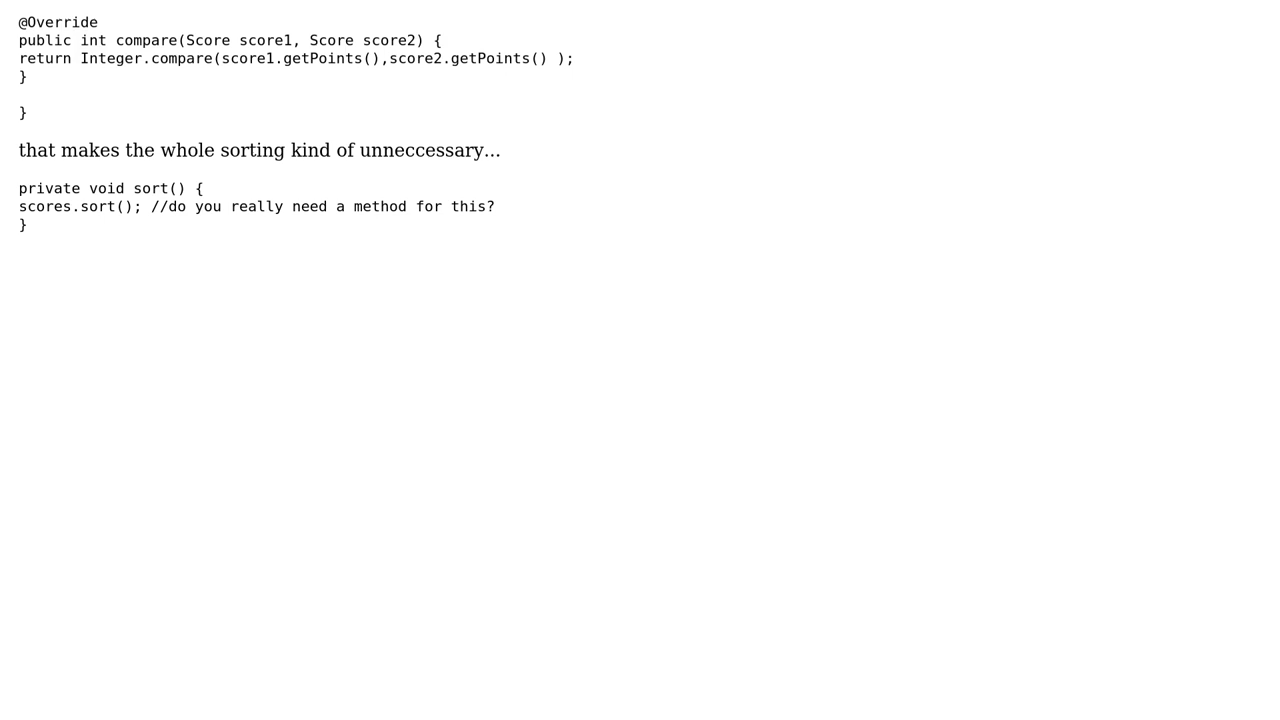 @Override
public int compare(Score score1, Score score2) {
return Integer.compare(score1.getPoints(),score2.getPoints() );
}
}
that makes the whole sorting kind of unneccessary...
private void sort() {
scores.sort(); //do you really need a method for this?
}